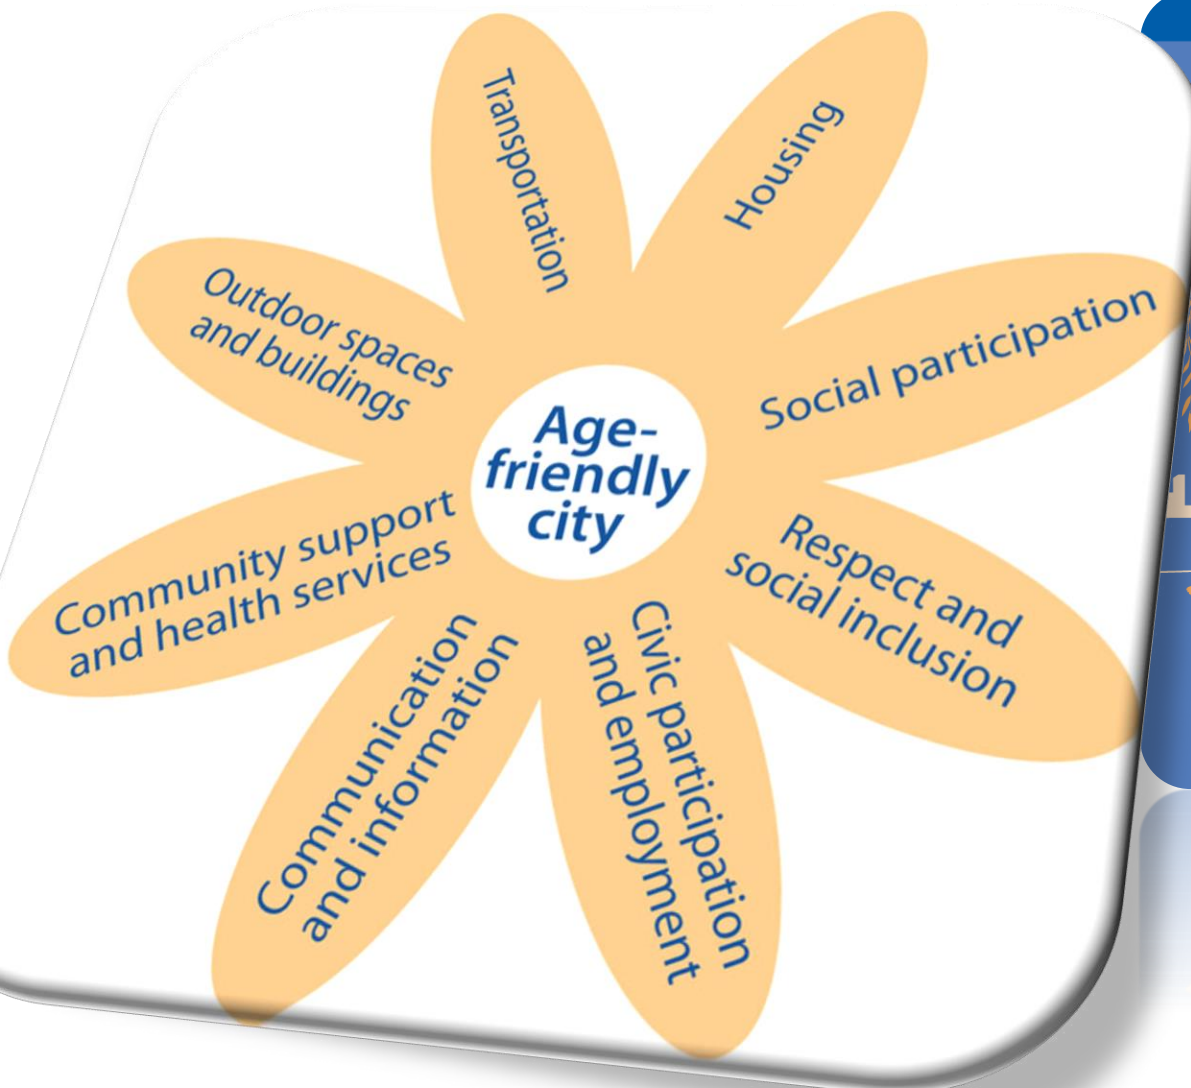 Transportation
Housing
Outdoor spaces
and buildings
Social participation
Age-
friendly
city
Community support
and health services
Respect and
social inclusion
Communication
and information
Civic participation
and employment